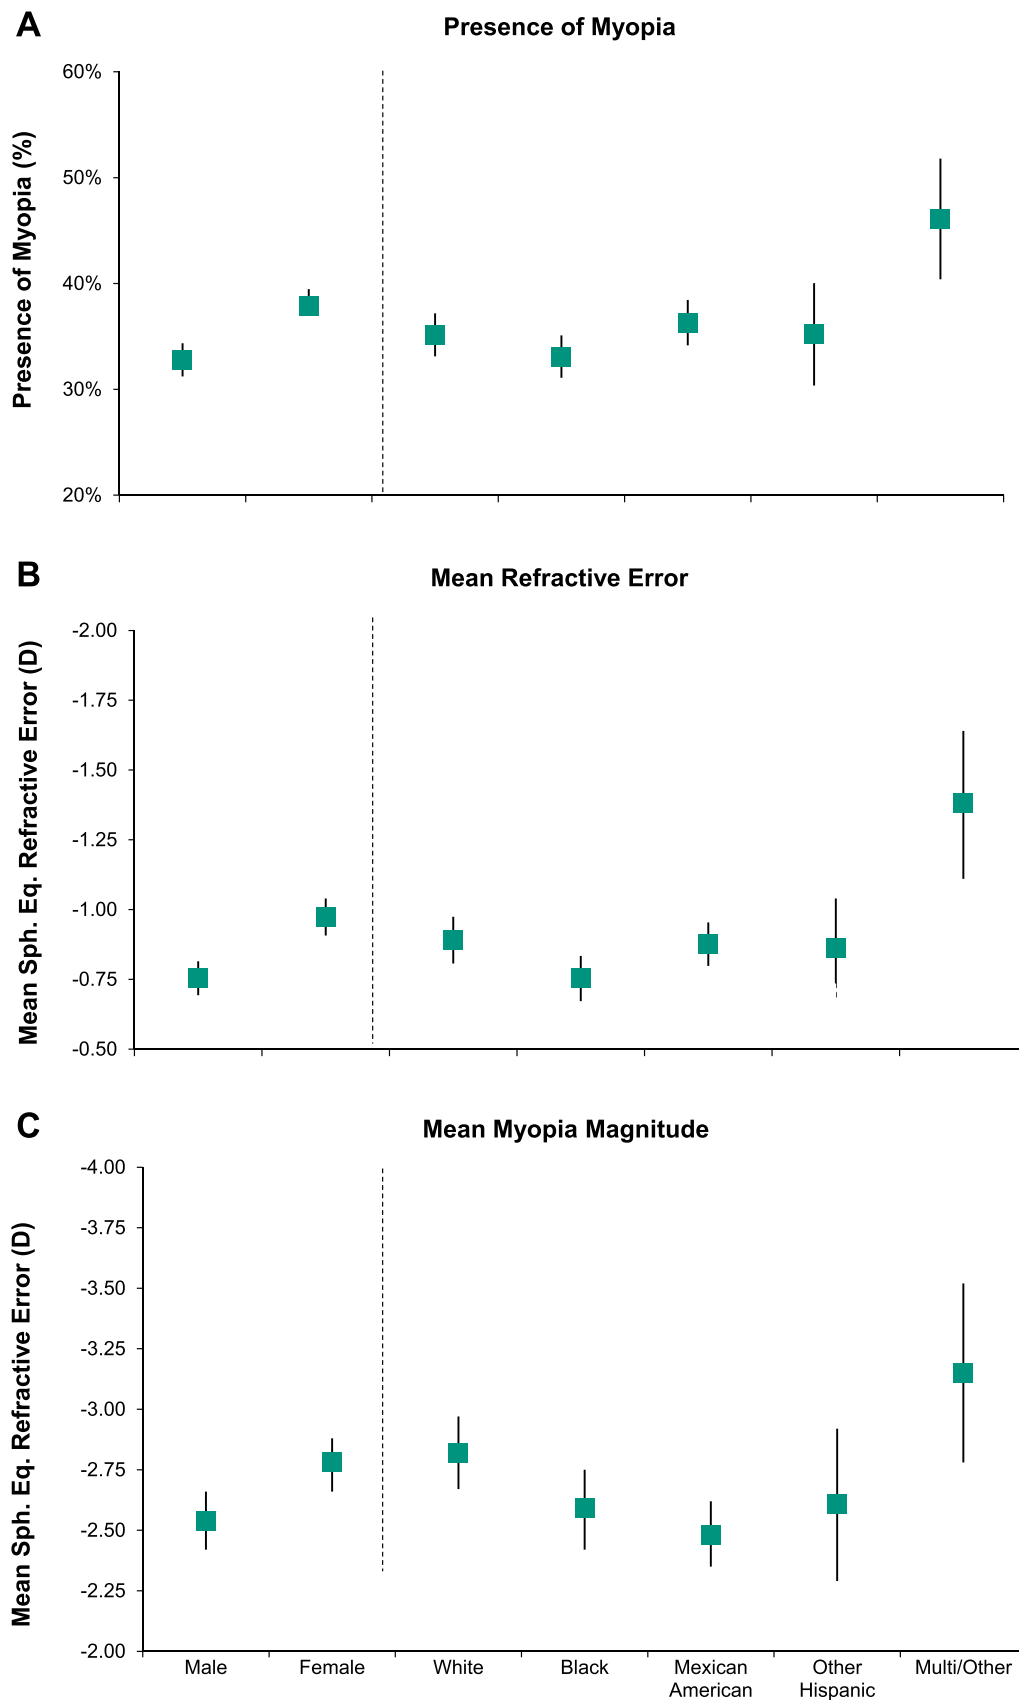 A
Presence of Myopia
Presence of Myopia (%)
60%
50%
40%
30%
20%
B
Mean Refractive Error
Mean Sph. Eq. Refractive Error (D)
-2.00
-1.75
-1.50
-1.25
-1.00
-0.75
-0.50
C
Mean Myopia Magnitude
Mean Sph. Eq. Refractive Error (D)
-4.00
-3.75
-3.50
-3.25
-3.00
-2.75
-2.50
-2.25
-2.00
Male Female White Black Mexican Other Multi/Other
American Hispanic